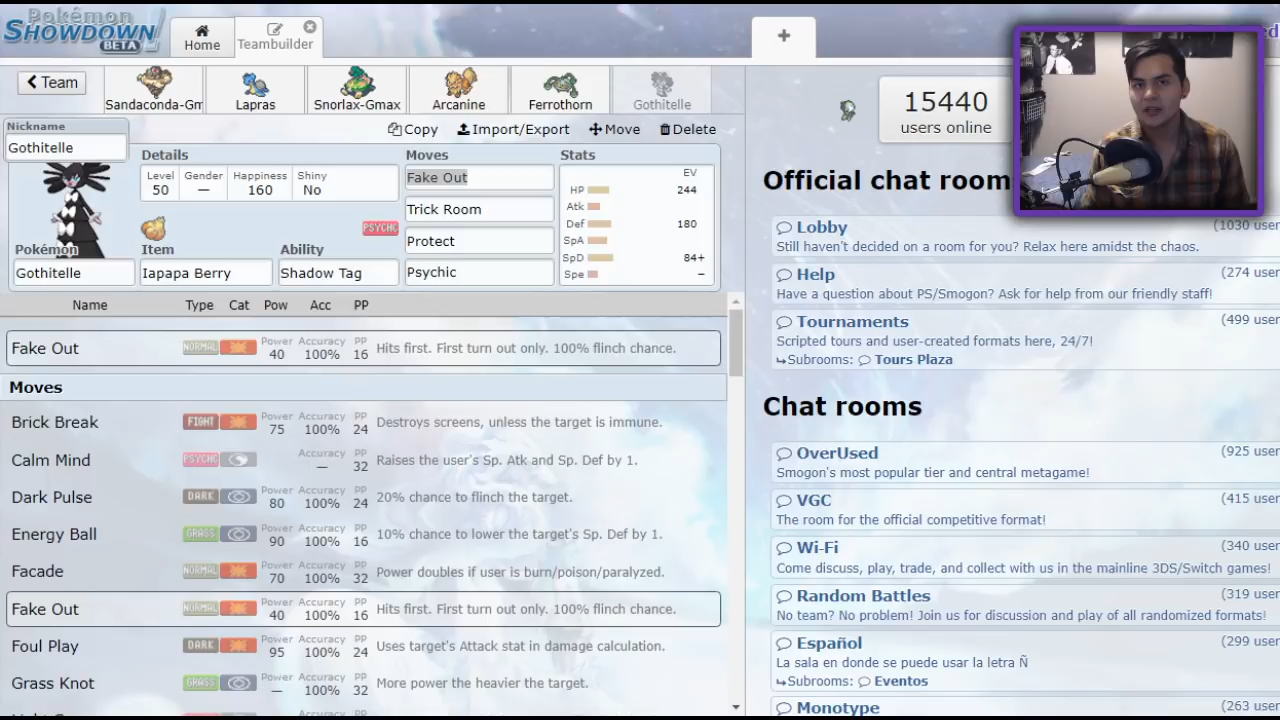 Pokémon
SHOWDOWN!
BETA
Home
Teambuilder
+
Team
Sandaconda-Gm
Lapras
Snorlax-Gmax
Arcanine
Ferrothorn
Gothitelle
15440
users online
Copy
Import/Export
Move
Delete
Nickname
Gothitelle
Details
Level
50
Gender
—
Happiness
160
Shiny
No
PSYCHC
Pokémon
Gothitelle
Item
Iapapa Berry
Ability
Shadow Tag
Moves
Fake Out
Trick Room
Protect
Psychic
Stats
EV
HP 244
Atk
Def 180
SpA
SpD 84+
Spe –
Name Type Cat Pow Acc PP
Fake Out NORMAL Power 40 Accuracy 100% PP 16 Hits first. First turn out only. 100% flinch chance.
Moves
Brick Break FIGHT Power 75 Accuracy 100% PP 24 Destroys screens, unless the target is immune.
Calm Mind PSYCHC Accuracy — PP 32 Raises the user's Sp. Atk and Sp. Def by 1.
Dark Pulse DARK Power 80 Accuracy 100% PP 24 20% chance to flinch the target.
Energy Ball GRASS Power 90 Accuracy 100% PP 16 10% chance to lower the target's Sp. Def by 1.
Facade NORMAL Power 70 Accuracy 100% PP 32 Power doubles if user is burn/poison/paralyzed.
Fake Out NORMAL Power 40 Accuracy 100% PP 16 Hits first. First turn out only. 100% flinch chance.
Foul Play DARK Power 95 Accuracy 100% PP 24 Uses target's Attack stat in damage calculation.
Grass Knot GRASS Power — Accuracy 100% PP 32 More power the heavier the target.
Official chat room
Lobby (1030 user
Still haven't decided on a room for you? Relax here amidst the chaos.
Help (274 user
Have a question about PS/Smogon? Ask for help from our friendly staff!
Tournaments (499 user
Scripted tours and user-created formats here, 24/7!
↳Subrooms: Tours Plaza
Chat rooms
OverUsed (925 user
Smogon's most popular tier and central metagame!
VGC (415 user
The room for the official competitive format!
Wi-Fi (340 user
Come discuss, play, trade, and collect with us in the mainline 3DS/Switch games!
Random Battles (319 user
No team? No problem! Join us for discussion and play of all randomized formats!
Español (299 user
La sala en donde se puede usar la letra Ñ
↳Subrooms: Eventos
Monotype (263 user